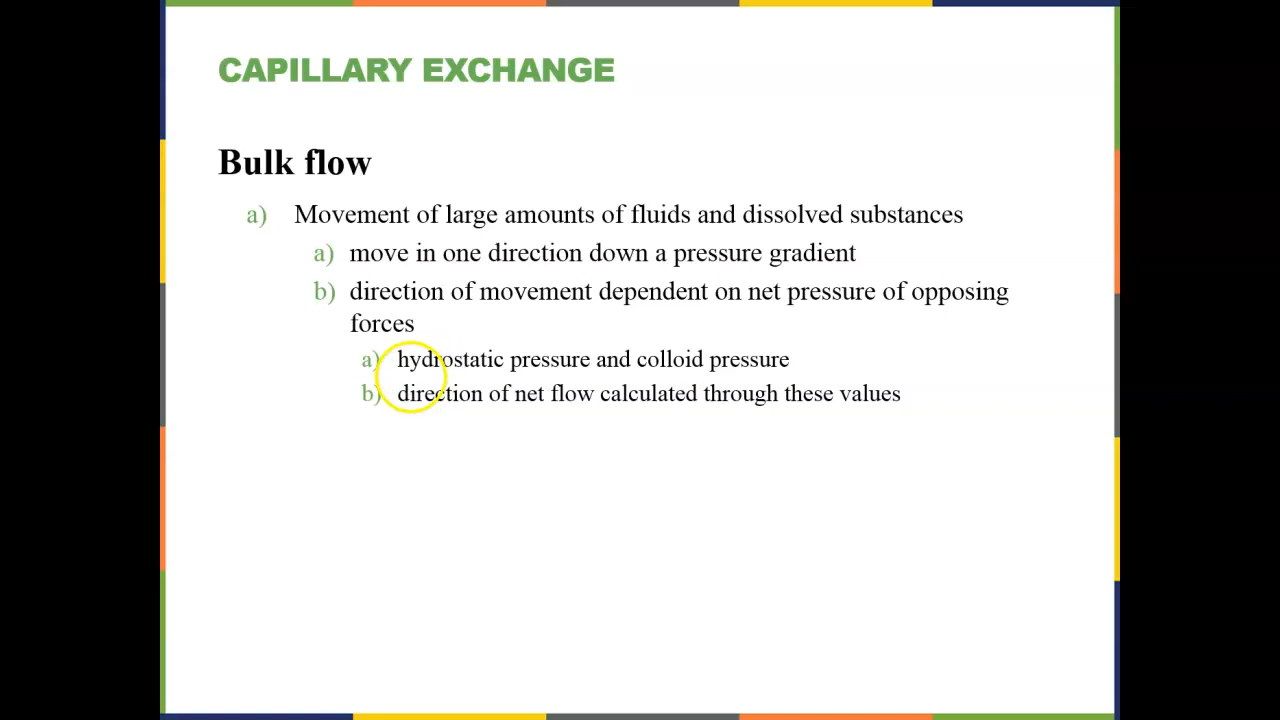 CAPILLARY EXCHANGE
Bulk flow
a) Movement of large amounts of fluids and dissolved substances
a) move in one direction down a pressure gradient
b) direction of movement dependent on net pressure of opposing
forces
a) hydrostatic pressure and colloid pressure
b) direction of net flow calculated through these values